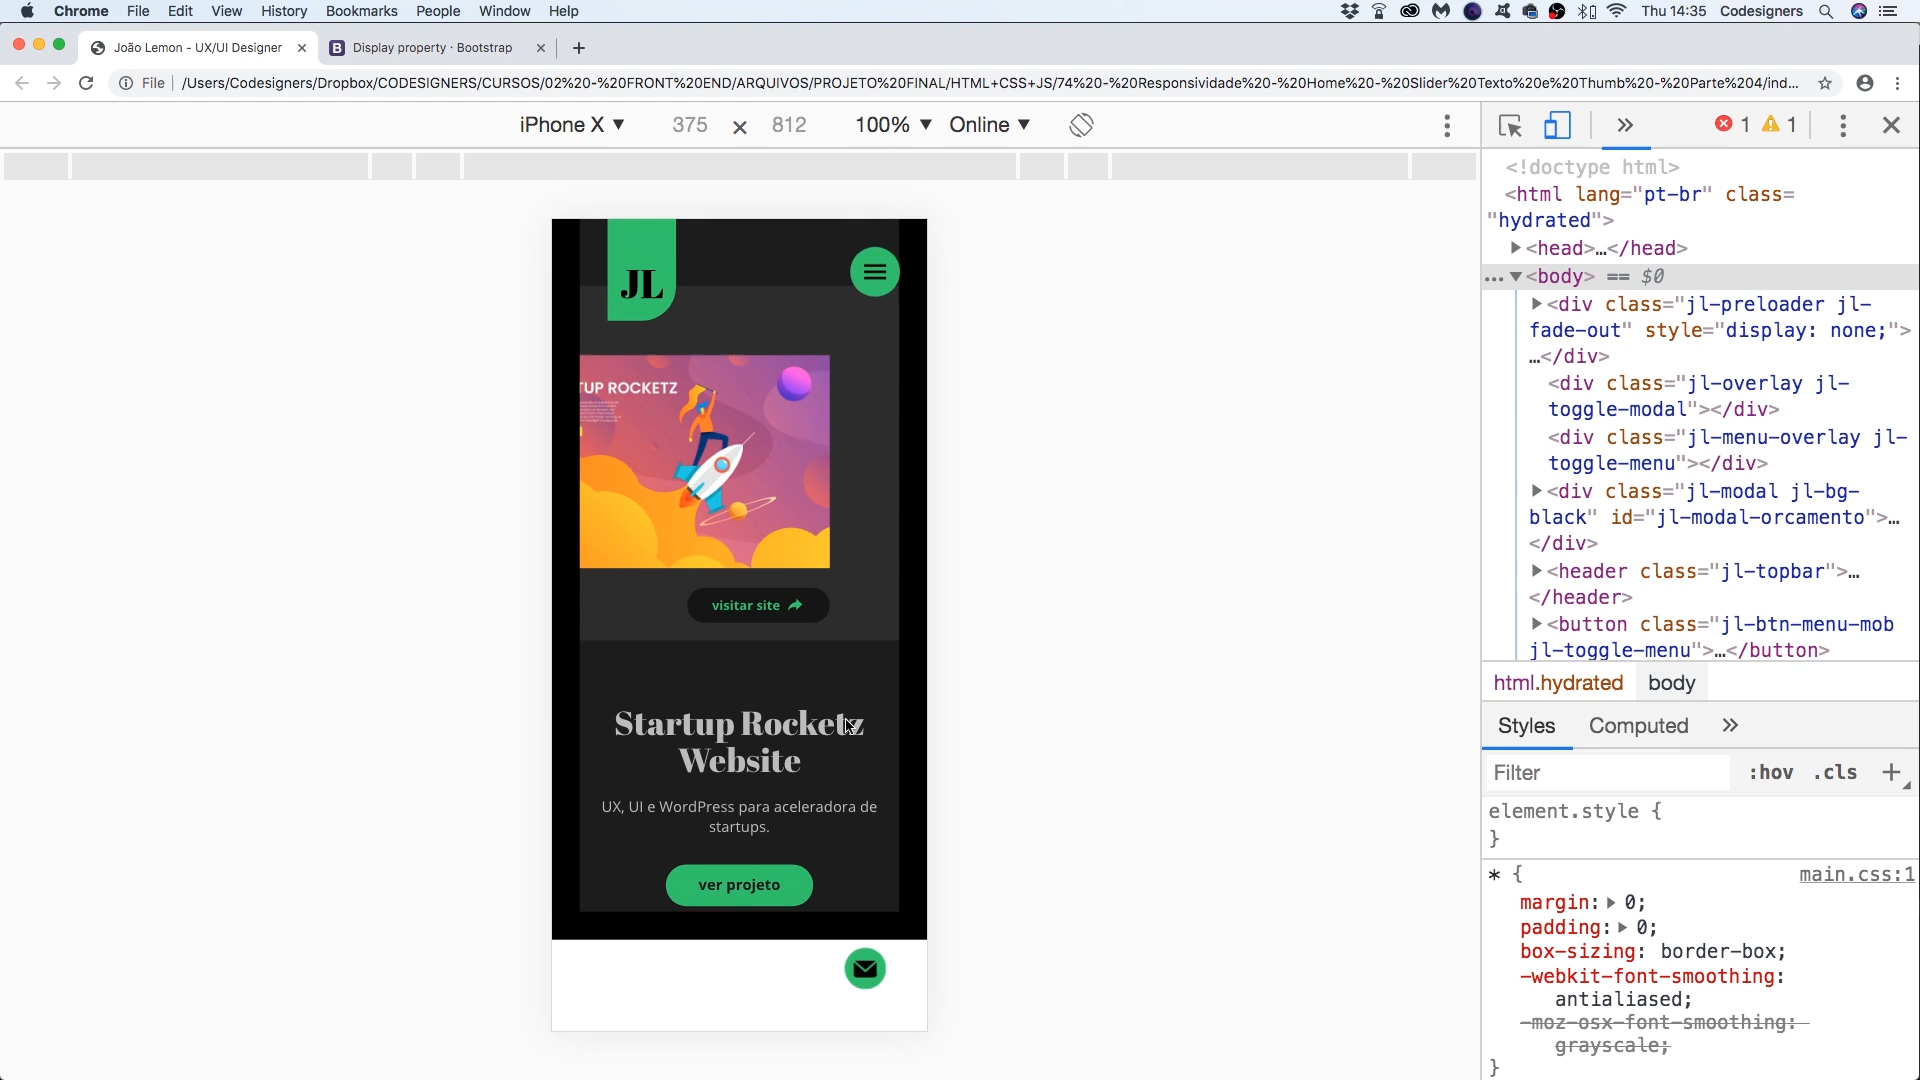 Chrome File Edit View History Bookmarks People Window Help Thu 14:35 Codesigners
João Lemon - UX/UI Designer Display property · Bootstrap
File /Users/Codesigners/Dropbox/CODESIGNERS/CURSOS/02%20-%20FRONT%20END/ARQUIVOS/PROJETO%20FINAL/HTML+CSS+JS/74%20-%20Responsividade%20-%20Home%20-%20Slider%20Texto%20e%20Thumb%20-%20Parte%204/ind...
iPhone X 375 × 812 100% Online
1 1
JL
TUP ROCKETZ
visitar site
Startup Rocketz
Website
UX, UI e WordPress para aceleradora de
startups.
ver projeto
<!doctype html>
<html lang="pt-br" class=
"hydrated">
<head>…</head>
… <body> == $0
<div class="jl-preloader jl-
fade-out" style="display: none;">
…</div>
<div class="jl-overlay jl-
toggle-modal"></div>
<div class="jl-menu-overlay jl-
toggle-menu"></div>
<div class="jl-modal jl-bg-
black" id="jl-modal-orcamento">…
</div>
<header class="jl-topbar">…
</header>
<button class="jl-btn-menu-mob
jl-toggle-menu">…</button>
html.hydrated body
Styles Computed
Filter :hov .cls +
element.style {
}
* { main.css:1
margin: 0;
padding: 0;
box-sizing: border-box;
-webkit-font-smoothing:
antialiased;
-moz-osx-font-smoothing:
grayscale;
}